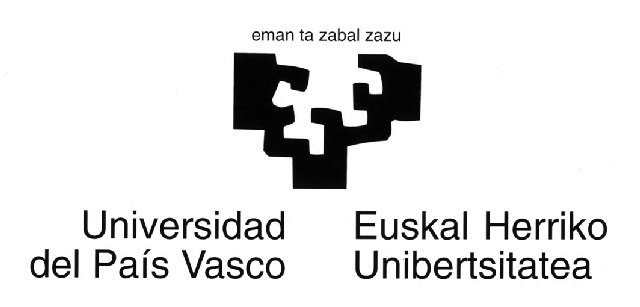 eman ta zabal zazu
Universidad
del País Vasco
Euskal Herriko
Unibertsitatea